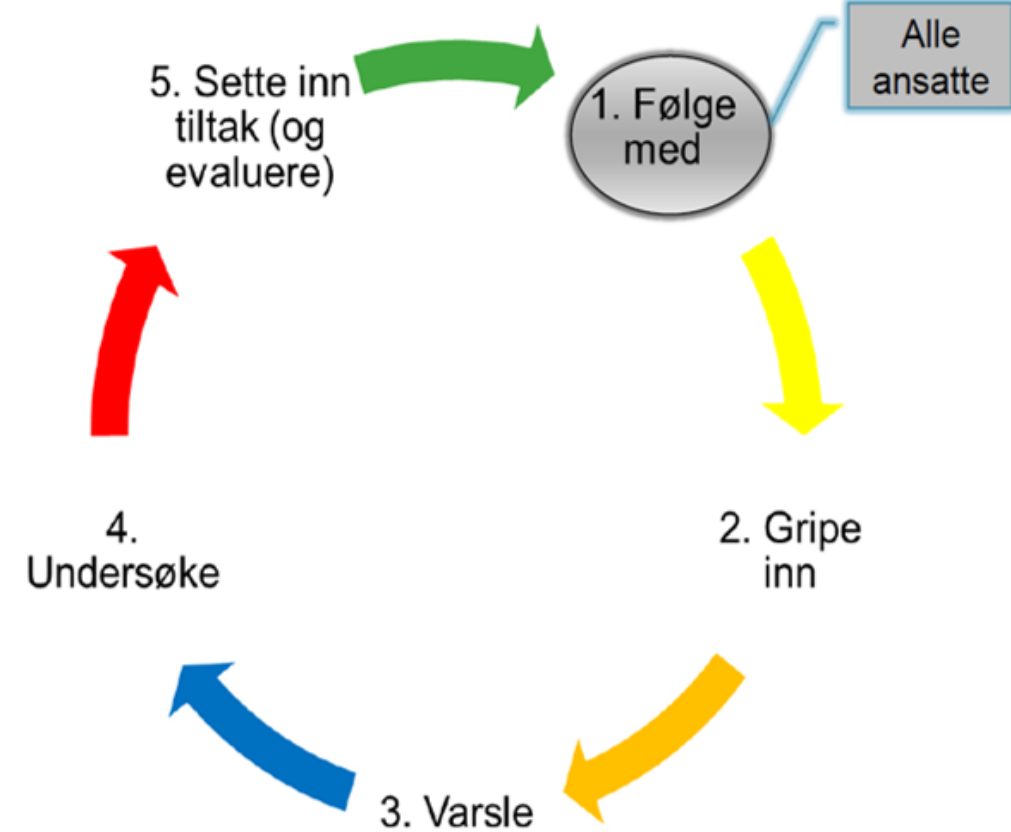 1. Følge
med
Alle
ansatte
2. Gripe
inn
3. Varsle
4.
Undersøke
5. Sette inn
tiltak (og
evaluere)